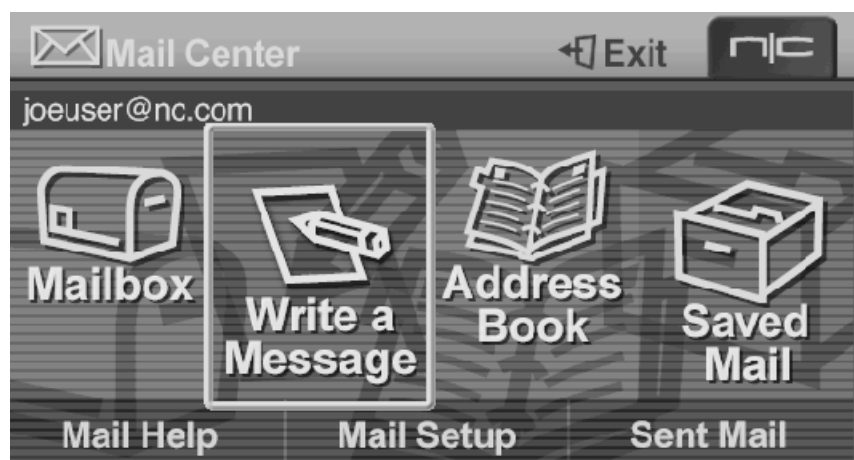 Mail Center
Exit
n|c
joeuser@nc.com
Mailbox
Write a
Message
Address
Book
Saved
Mail
Mail Help
Mail Setup
Sent Mail